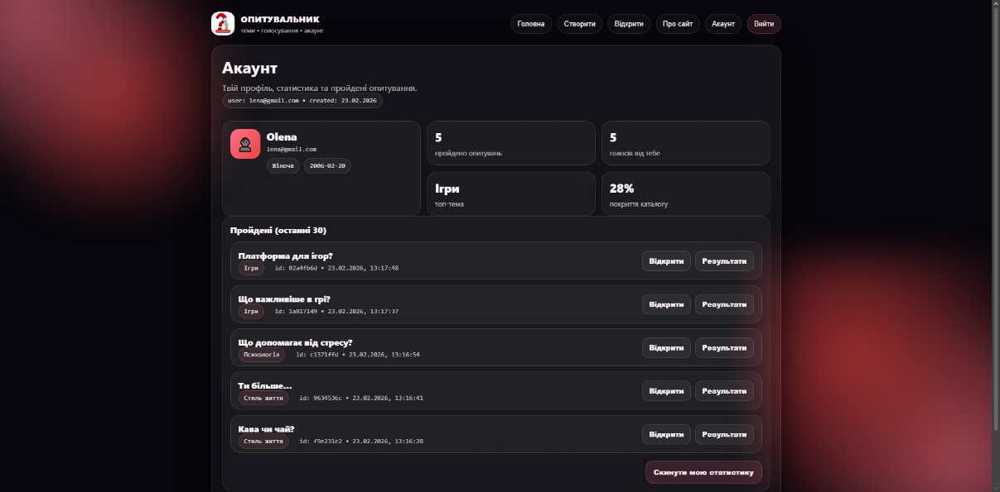 ОПИТУВАЛЬНИК
теми • голосування • акаунт
Головна Створити Відкрити Про сайт Акаунт Вийти
Акаунт
Твій профіль, статистика та пройдені опитування.
user: lena@gmail.com • created: 23.02.2026
Olena
lena@gmail.com
Жіноча 2006-02-20
5
пройдено опитувань
5
голосів від тебе
Ігри
топ-тема
28%
покриття каталогу
Пройдені (останні 30)
Платформа для ігор?
Ігри id: 02a4fb6d • 23.02.2026, 13:17:48
Відкрити Результати
Що важливіше в грі?
Ігри id: 1a817149 • 23.02.2026, 13:17:37
Відкрити Результати
Що допомагає від стресу?
Психологія id: c1371ffd • 23.02.2026, 13:16:54
Відкрити Результати
Ти більше...
Стиль життя id: 9634536c • 23.02.2026, 13:16:41
Відкрити Результати
Кава чи чай?
Стиль життя id: f9e231e2 • 23.02.2026, 13:16:28
Відкрити Результати
Скинути мою статистику